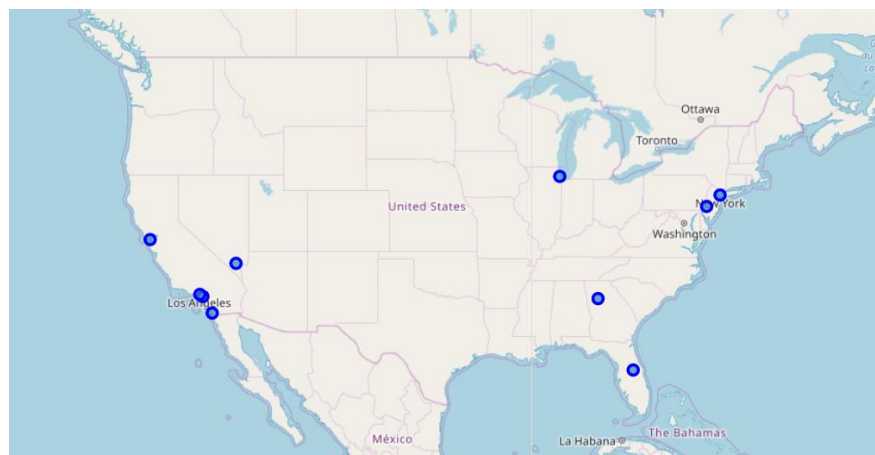 Ottawa
Toronto
United States
New York
Washington
Los Angeles
México
La Habana
The Bahamas